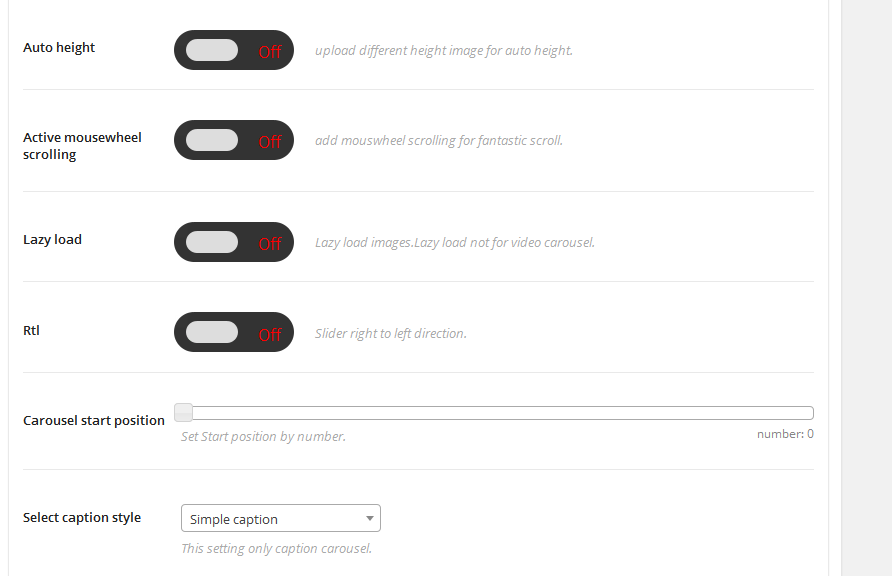 Auto height
Off
upload different height image for auto height.
Active mousewheel
scrolling
Off
add mouswheel scrolling for fantastic scroll.
Lazy load
Off
Lazy load images.Lazy load not for video carousel.
Rtl
Off
Slider right to left direction.
Carousel start position
Set Start position by number.
number: 0
Select caption style
Simple caption
This setting only caption carousel.